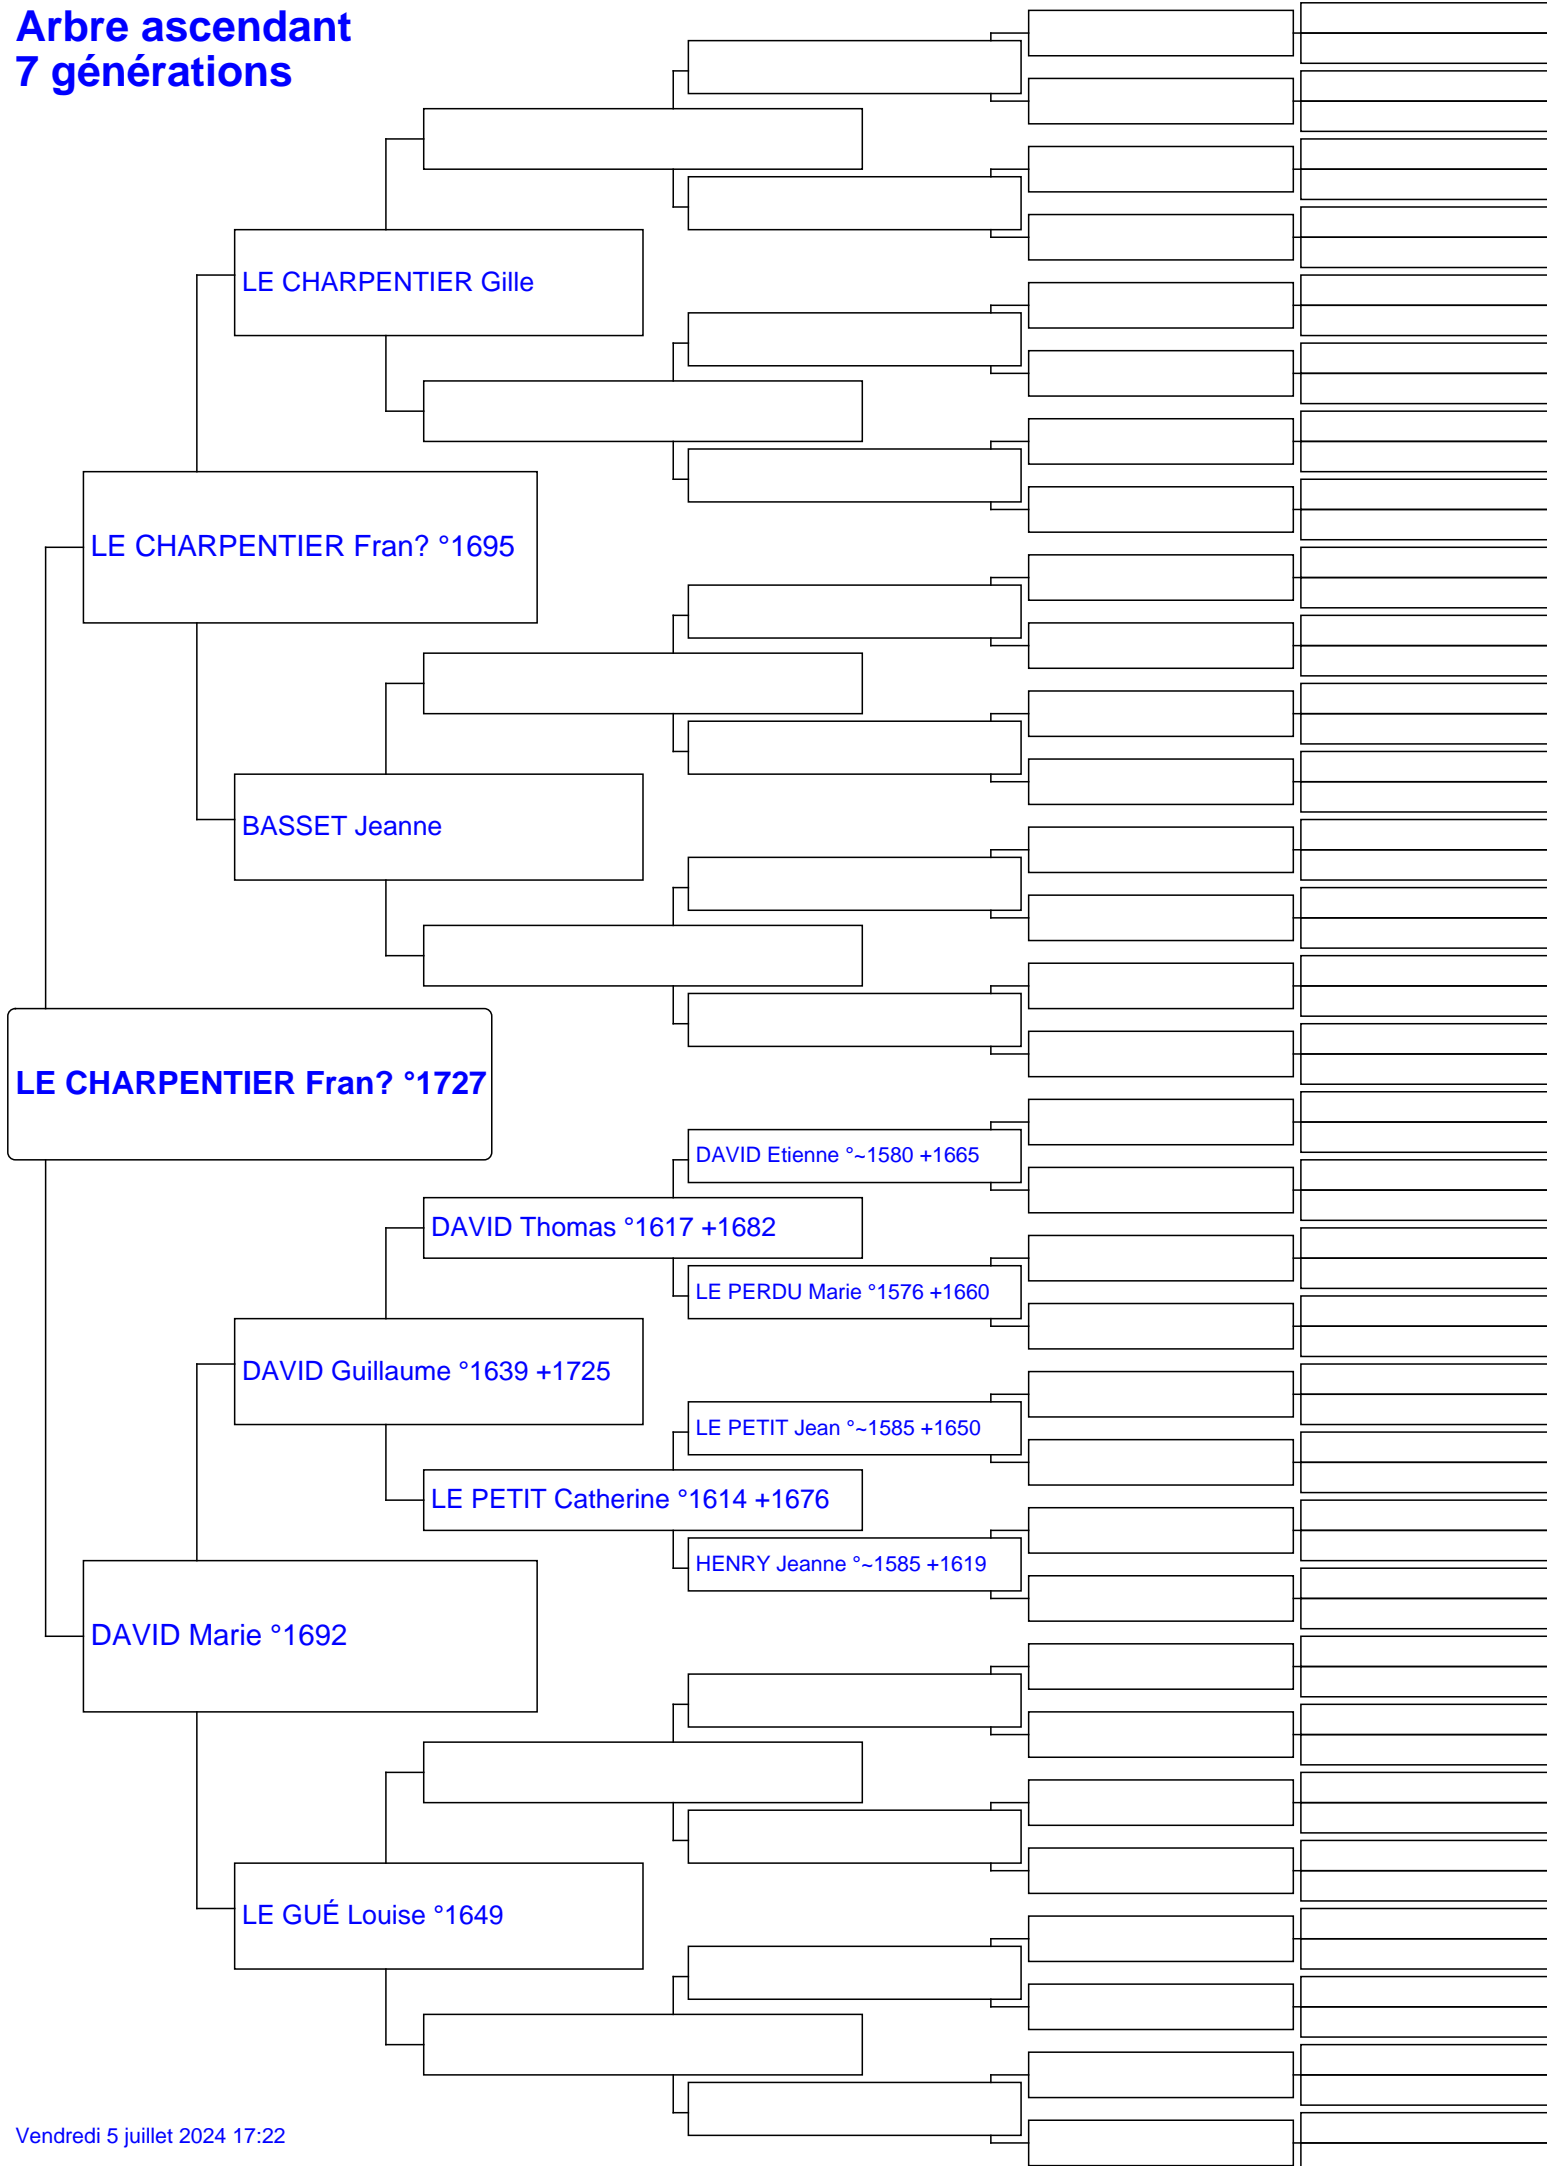 Arbre ascendant
7 générations
LE CHARPENTIER Gille
LE CHARPENTIER Fran? °1695
BASSET Jeanne
LE CHARPENTIER Fran? °1727
DAVID Etienne °~1580 +1665
DAVID Thomas °1617 +1682
LE PERDU Marie °1576 +1660
DAVID Guillaume °1639 +1725
LE PETIT Jean °~1585 +1650
LE PETIT Catherine °1614 +1676
HENRY Jeanne °~1585 +1619
DAVID Marie °1692
LE GUÉ Louise °1649
Vendredi 5 juillet 2024 17:22